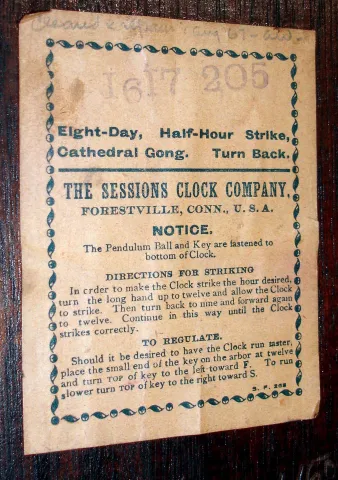 1617 205
Eight-Day, Half-Hour Strike,
Cathedral Gong. Turn Back.
THE SESSIONS CLOCK COMPANY,
FORESTVILLE, CONN., U. S. A.
NOTICE.
The Pendulum Ball and Key are fastened to
bottom of Clock.
DIRECTIONS FOR STRIKING
In order to make the Clock strike the hour desired,
turn the long hand up to twelve and allow the Clock
to strike. Then turn back to nine and forward again
to twelve. Continue in this way until the Clock
strikes correctly.
TO REGULATE.
Should it be desired to have the Clock run faster,
place the small end of the key on the arbor at twelve
and turn TOP of key to the left toward F. To run
slower turn TOP of key to the right toward S.